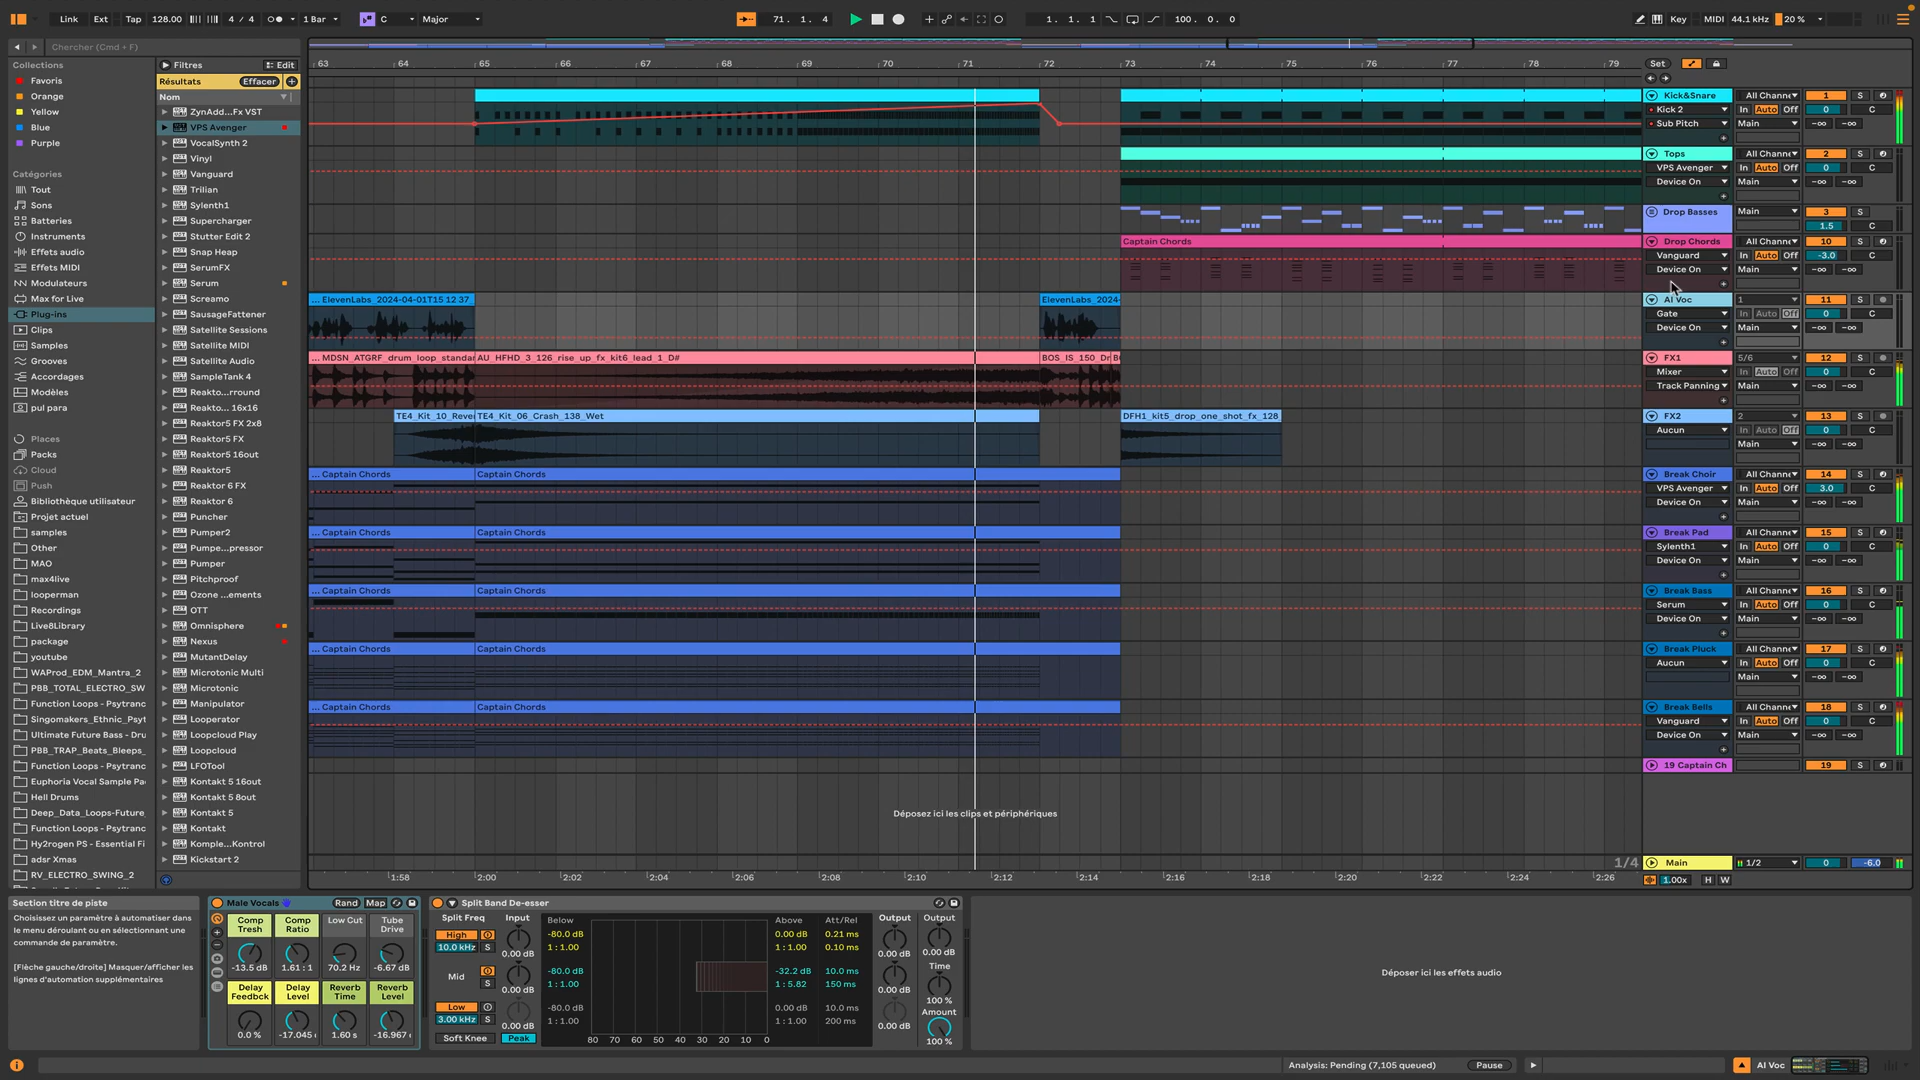 Link Ext Tap 128.00 4 / 4 1 Bar C Major 71. 1. 4 1. 1. 1 100. 0. 0 Key MIDI 44.1 kHz 20 %
Chercher (Cmd + F)
Collections
Favoris
Orange
Yellow
Blue
Purple
Catégories
Tout
Sons
Batteries
Instruments
Effets audio
Effets MIDI
Modulateurs
Max for Live
Plug-ins
Clips
Samples
Grooves
Accordages
Modèles
pul para
Places
Packs
Cloud
Push
Bibliothèque utilisateur
Projet actuel
samples
Other
MAO
max4live
looperman
Recordings
Live8Library
package
youtube
WAProd_EDM_Mantra_2
PBB_TOTAL_ELECTRO_SW
Function Loops - Psytranc
Singomakers_Ethnic_Psyt
Ultimate Future Bass - Dru
PBB_TRAP_Beats_Bleeps_
Function Loops - Psytranc
Euphoria Vocal Sample Pa
Hell Drums
Deep_Data_Loops-Future_
Function Loops - Psytranc
Hy2rogen PS - Essential Fi
adsr Xmas
RV_ELECTRO_SWING_2
Filtres Edit
Résultats Effacer
Nom
ZynAdd...Fx VST
VPS Avenger
VocalSynth 2
Vinyl
Vanguard
Trilian
Sylenth1
Supercharger
Stutter Edit 2
Snap Heap
SerumFX
Serum
Screamo
SausageFattener
Satellite Sessions
Satellite MIDI
Satellite Audio
SampleTank 4
Reakto...rround
Reakto... 16x16
Reaktor5 FX 2x8
Reaktor5 FX
Reaktor5 16out
Reaktor5
Reaktor 6 FX
Reaktor 6
Puncher
Pumper2
Pumpe...pressor
Pumper
Pitchproof
Ozone ...ements
OTT
Omnisphere
Nexus
MutantDelay
Microtonic Multi
Microtonic
Manipulator
Looperator
Loopcloud Play
Loopcloud
LFOTool
Kontakt 5 16out
Kontakt 5 8out
Kontakt 5
Kontakt
Komple...Kontrol
Kickstart 2
63 64 65 66 67 68 69 70 71 72 73 74 75 76 77 78 79
Captain Chords
... ElevenLabs_2024-04-01T15 12 37_ ElevenLabs_2024-
... MDSN_ATGRF_drum_loop_standa AU_HFHD_3_126_rise_up_fx_kit6_lead_1_D# BOS_IS_150_Dr
TE4_Kit_10_Reve TE4_Kit_06_Crash_138_Wet DFH1_kit5_drop_one_shot_fx_128
... Captain Chords Captain Chords
... Captain Chords Captain Chords
... Captain Chords Captain Chords
... Captain Chords Captain Chords
... Captain Chords Captain Chords
Déposez ici les clips et périphériques
1/4
1:58 2:00 2:02 2:04 2:06 2:08 2:10 2:12 2:14 2:16 2:18 2:20 2:22 2:24 2:26
Set
Kick&Snare All Channe 1 S
Kick 2 In Auto Off 0 C
Sub Pitch Main -∞ -∞
Tops All Channe 2 S
VPS Avenger In Auto Off 0 C
Device On Main -∞ -∞
Drop Basses Main 3 S
1.5 C
Drop Chords All Channe 10 S
Vanguard In Auto Off -3.0 C
Device On Main -∞ -∞
AI Voc 1 11 S
Gate In Auto Off 0 C
Device On Main -∞ -∞
FX1 5/6 12 S
Mixer In Auto Off 0 C
Track Panning Main -∞ -∞
FX2 2 13 S
Aucun In Auto Off 0 C
Main -∞ -∞
Break Choir All Channe 14 S
VPS Avenger In Auto Off 3.0 C
Device On Main -∞ -∞
Break Pad All Channe 15 S
Sylenth1 In Auto Off 0 C
Device On Main -∞ -∞
Break Bass All Channe 16 S
Serum In Auto Off 0 C
Device On Main -∞ -∞
Break Pluck All Channe 17 S
Aucun In Auto Off 0 C
Main -∞ -∞
Break Bells All Channe 18 S
Vanguard In Auto Off 0 C
Device On Main -∞ -∞
19 Captain Ch 19 S
Main 1/2 0 -6.0
1.00x H W
Section titre de piste
Choisissez un paramètre à automatiser dans
le menu déroulant ou en sélectionnant une
commande de paramètre.
[Flèche gauche/droite] Masquer/afficher les
lignes d'automation supplémentaires
Male Vocals Rand Map
Comp Tresh Comp Ratio Low Cut Tube Drive
-13.5 dB 1.61 : 1 70.2 Hz -6.67 dB
Delay Feedbck Delay Level Reverb Time Reverb Level
0.0 % -17.045 1.60 s -16.967
Split Band De-esser
Split Freq Input Below Above Att/Rel Output Output
High -80.0 dB 0.00 dB 0.21 ms
10.0 kHz S 0.00 dB 1 : 1.00 1 : 1.00 0.10 ms 0.00 dB 0.00 dB
Time
Mid -80.0 dB -32.2 dB 10.0 ms
S 0.00 dB 1 : 1.00 1 : 5.82 150 ms 0.00 dB 100 %
Amount
Low -80.0 dB 0.00 dB 10.0 ms
3.00 kHz S 0.00 dB 1 : 1.00 1 : 1.00 200 ms 0.00 dB
Soft Knee Peak 80 70 60 50 40 30 20 10 0 100 %
Déposer ici les effets audio
Analysis: Pending (7,105 queued) Pause AI Voc